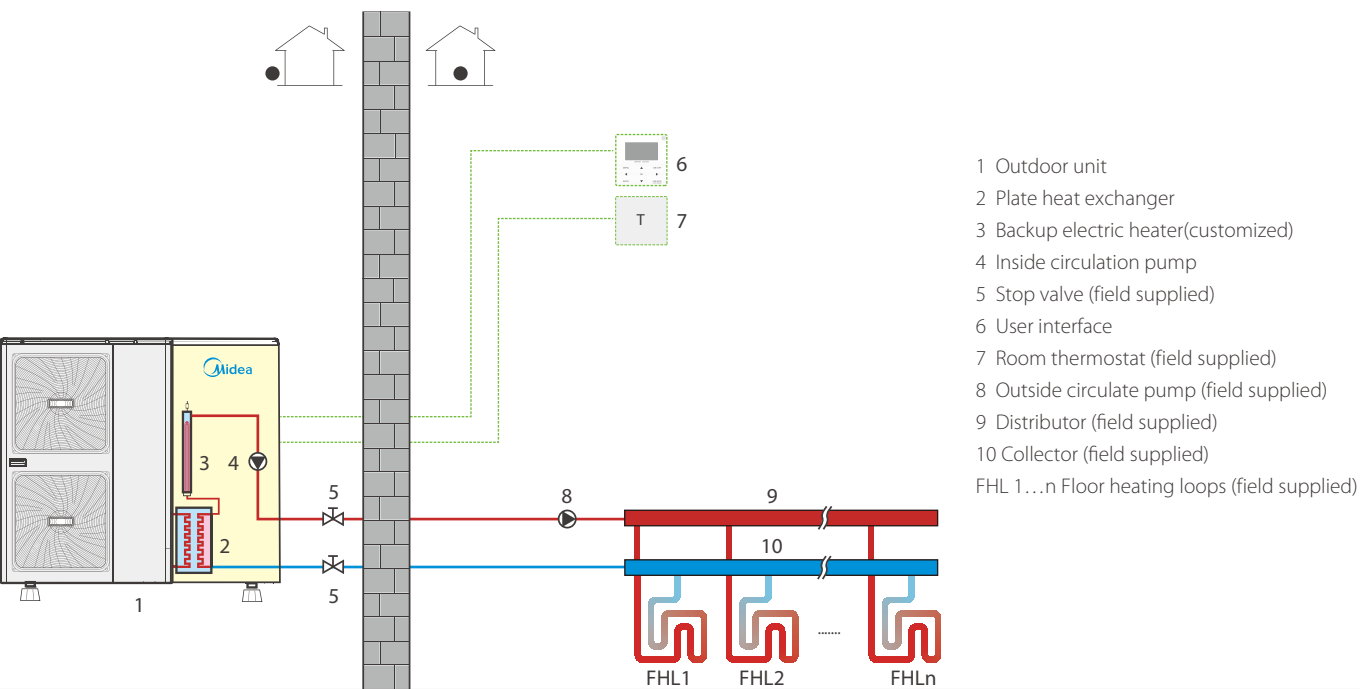 6
7
T
Midea
3
4
5
8
9
2
10
1
5
.......
FHL1
FHL2
FHLn
1 Outdoor unit
2 Plate heat exchanger
3 Backup electric heater(customized)
4 Inside circulation pump
5 Stop valve (field supplied)
6 User interface
7 Room thermostat (field supplied)
8 Outside circulate pump (field supplied)
9 Distributor (field supplied)
10 Collector (field supplied)
FHL 1…n Floor heating loops (field supplied)